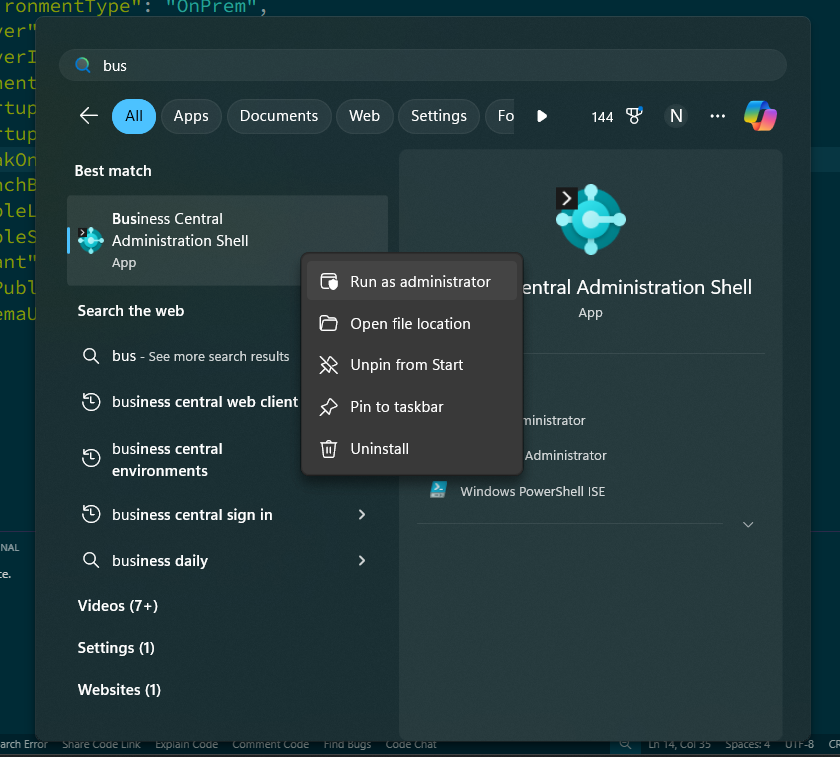 ronmentType": "OnPrem",
ver"
verI
ment
rtup
rtup
akOn
nchB
bleL
bleS
ant"
Publ
emaU
bus
All
Apps
Documents
Web
Settings
Fo
144
N
Best match
Business Central
Administration Shell
App
Search the web
bus - See more search results
business central web client
business central
environments
business central sign in
business daily
Videos (7+)
Settings (1)
Websites (1)
Run as administrator
Open file location
Unpin from Start
Pin to taskbar
Uninstall
entral Administration Shell
App
ministrator
Administrator
Windows PowerShell ISE
NAL
ce.
arch Error
Share Code Link
Explain Code
Comment Code
Find Bugs
Code Chat
Ln 14, Col 35
Spaces: 4
UTF-8
CR